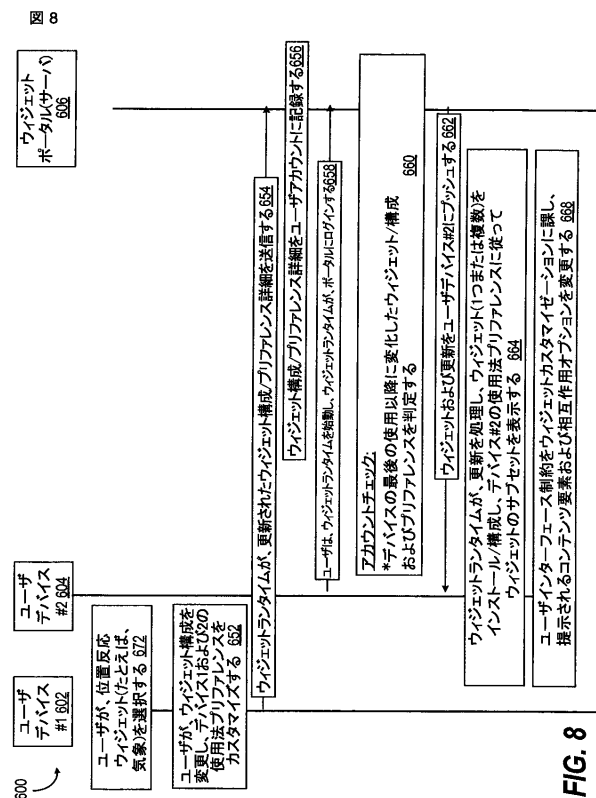 図 8
600
ユーザ
デバイス
#1 602
ユーザ
デバイス
#2 604
ウィジェット
ポータル(サーバ)
606
ユーザが、位置反応
ウィジェット(たとえば、
気象)を選択する 672
ユーザが、ウィジェット構成を
変更し、デバイス1および2の
使用法プリファレンスを
カスタマイズする 652
ウィジェットランタイムが、更新されたウィジェット構成/プリファレンス詳細を送信する 654
ウィジェット構成/プリファレンス詳細をユーザアカウントに記録する 656
ユーザは、ウィジェットランタイムを始動し、ウィジェットランタイムが、ポータルにログインする 658
アカウントチェック:
*デバイスの最後の使用以降に変化したウィジェット/構成
およびプリファレンスを判定する 660
ウィジェットおよび更新をユーザデバイス#2にプッシュする 662
ウィジェットランタイムが、更新を処理し、ウィジェット(1つまたは複数)を
インストール/構成し、デバイス#2の使用法プリファレンスに従って
ウィジェットのサブセットを表示する 664
ユーザインターフェース制約をウィジェットカスタマイゼーションに課し、
提示されるコンテンツ要素および相互作用オプションを変更する 668
FIG. 8